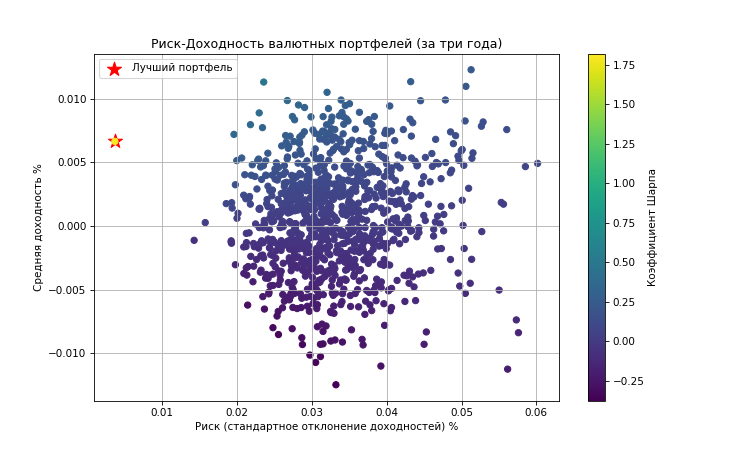 Риск-Доходность валютных портфелей (за три года)
Лучший портфель
Средняя доходность %
0.010
0.005
0.000
−0.005
−0.010
0.01 0.02 0.03 0.04 0.05 0.06
Риск (стандартное отклонение доходностей) %
1.75
1.50
1.25
1.00
0.75
0.50
0.25
0.00
−0.25
Коэффициент Шарпа